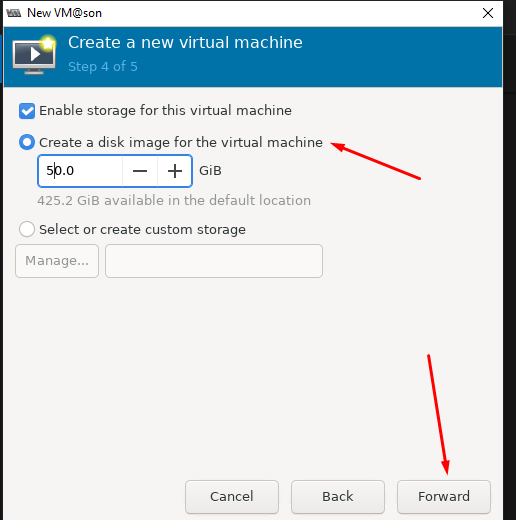 New VM@son
Create a new virtual machine
Step 4 of 5
Enable storage for this virtual machine
Create a disk image for the virtual machine
50.0 GiB
425.2 GiB available in the default location
Select or create custom storage
Manage...
Cancel Back Forward